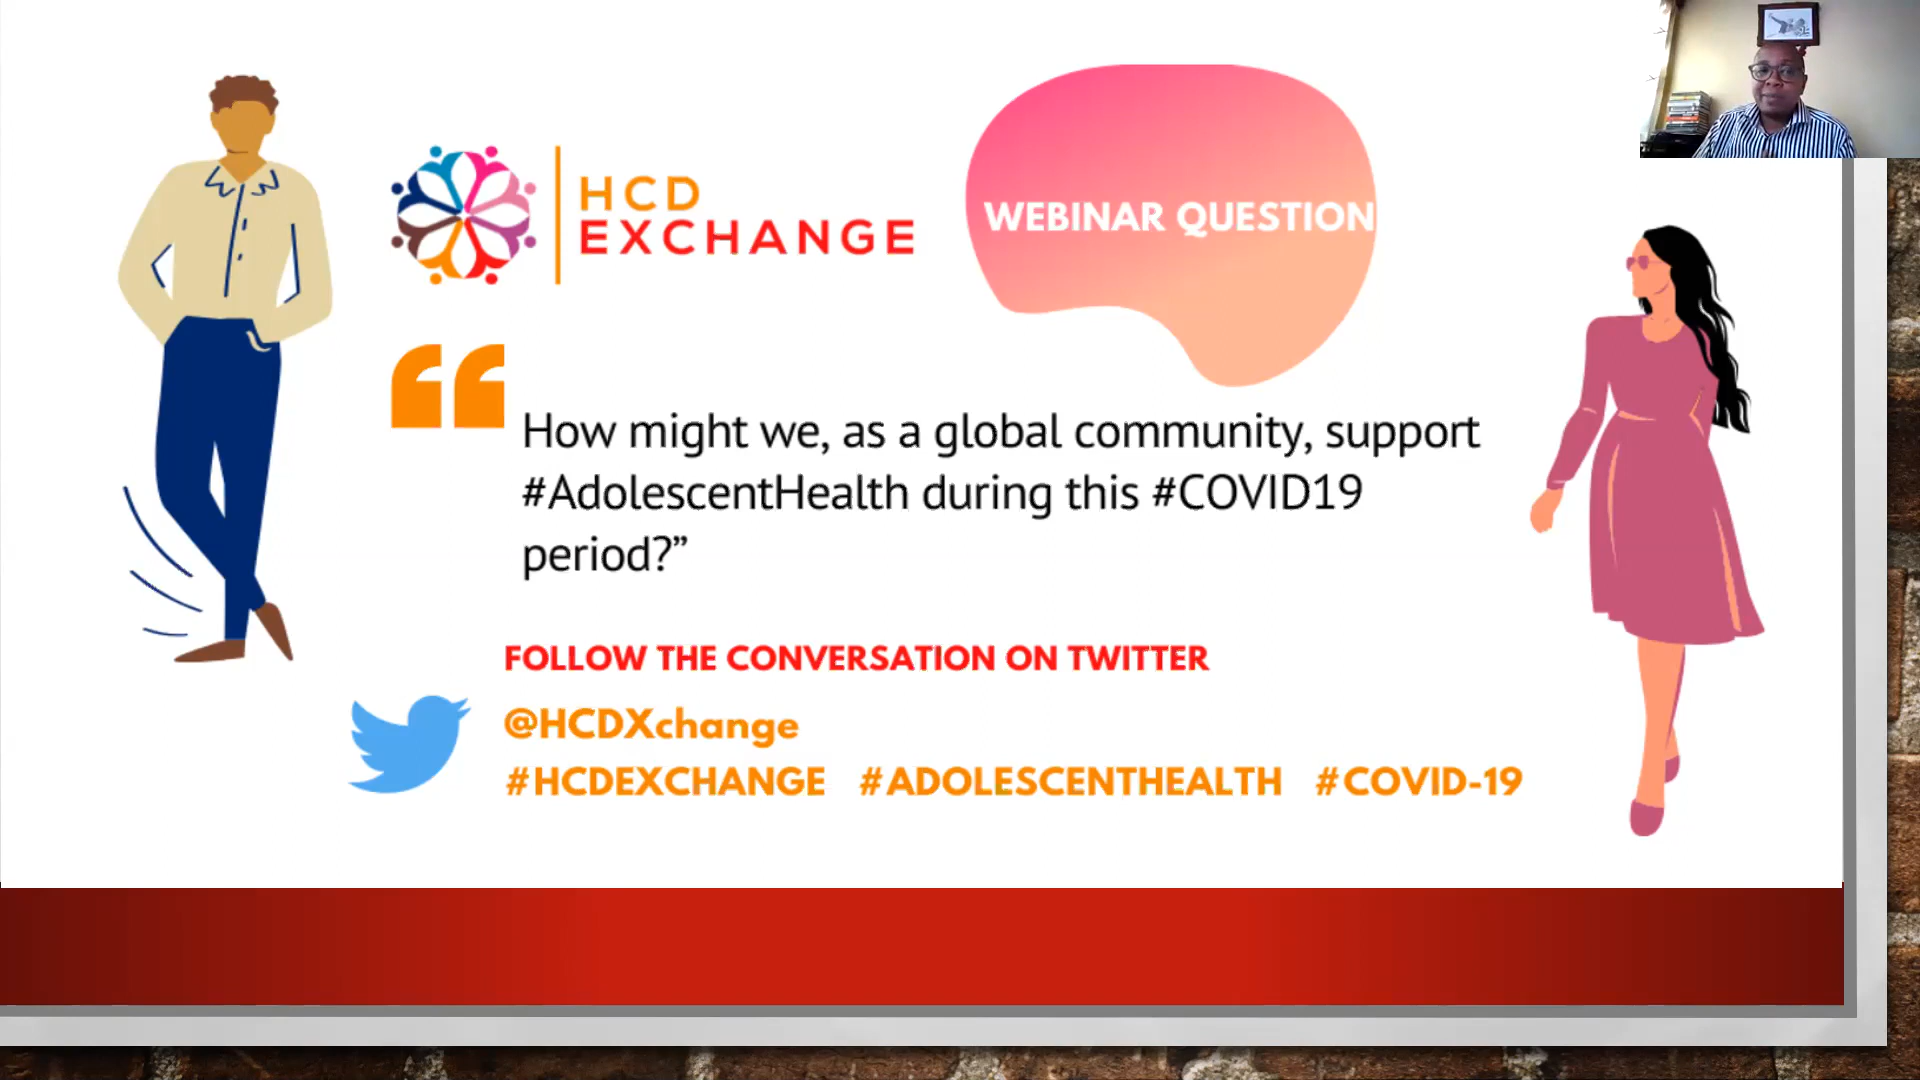 HCD
EXCHANGE
WEBINAR QUESTION
“
How might we, as a global community, support
#AdolescentHealth during this #COVID19
period?”
FOLLOW THE CONVERSATION ON TWITTER
@HCDXchange
#HCDEXCHANGE #ADOLESCENTHEALTH #COVID-19